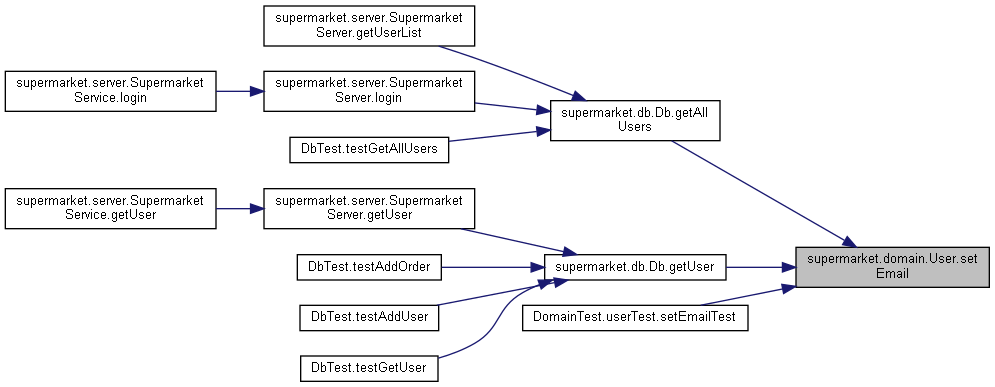 supermarket.server.Supermarket
Server.getUserList
supermarket.server.Supermarket
Service.login
supermarket.server.Supermarket
Server.login
supermarket.db.Db.getAll
Users
DbTest.testGetAllUsers
supermarket.server.Supermarket
Service.getUser
supermarket.server.Supermarket
Server.getUser
DbTest.testAddOrder
supermarket.db.Db.getUser
supermarket.domain.User.set
Email
DbTest.testAddUser
DomainTest.userTest.setEmailTest
DbTest.testGetUser